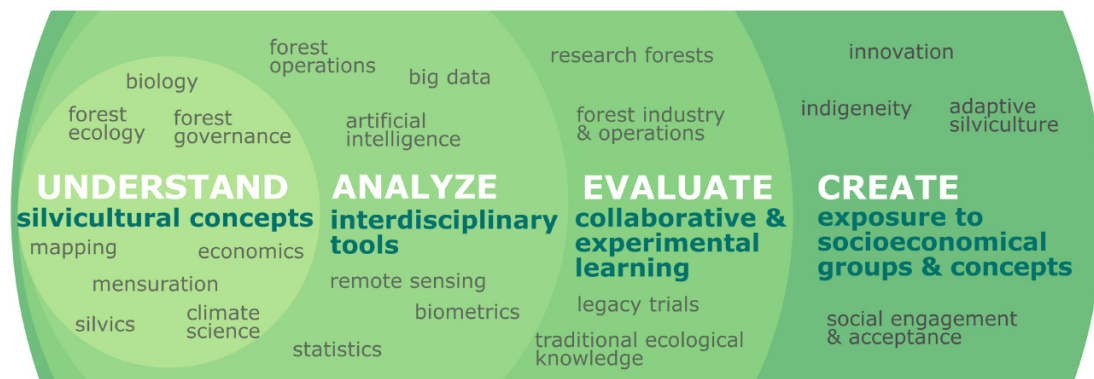 biology
forest
ecology
forest
governance
UNDERSTAND
silvicultural concepts
mapping
economics
mensuration
silvics
climate
science
forest
operations
big data
artificial
intelligence
ANALYZE
interdisciplinary
tools
remote sensing
biometrics
statistics
research forests
forest industry
& operations
EVALUATE
collaborative &
experimental
learning
legacy trials
traditional ecological
knowledge
innovation
indigeneity
adaptive
silviculture
CREATE
exposure to
socioeconomical
groups & concepts
social engagement
& acceptance